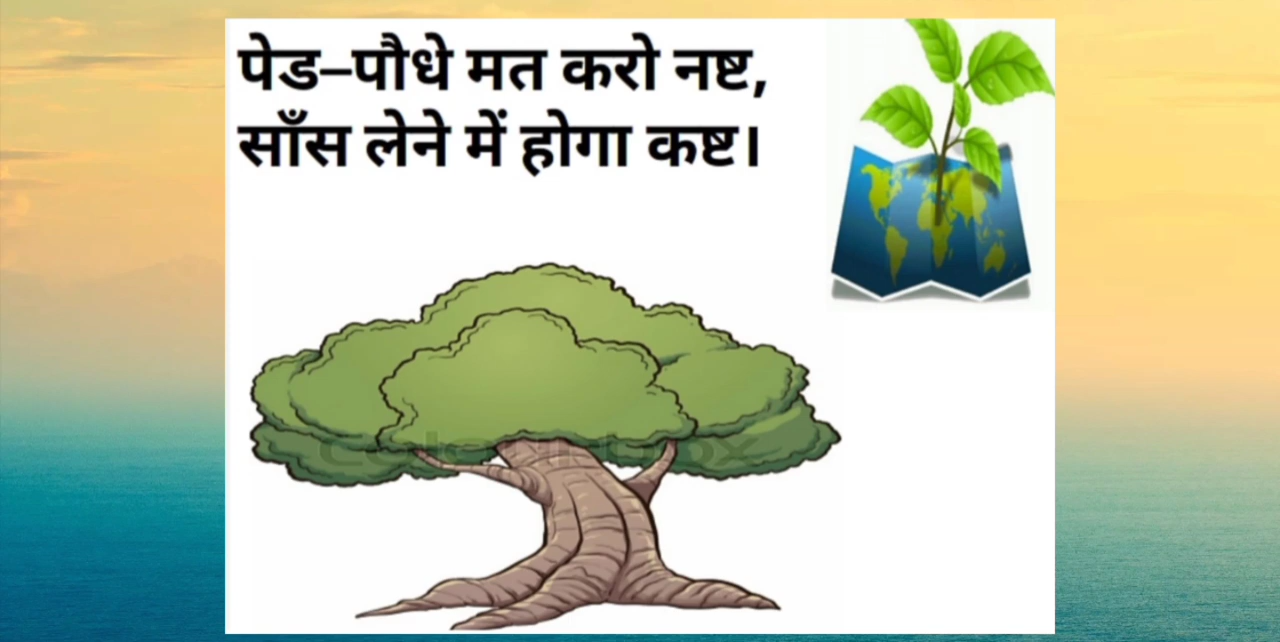 पेड–पौधे मत करो नष्ट,
साँस लेने में होगा कष्ट।